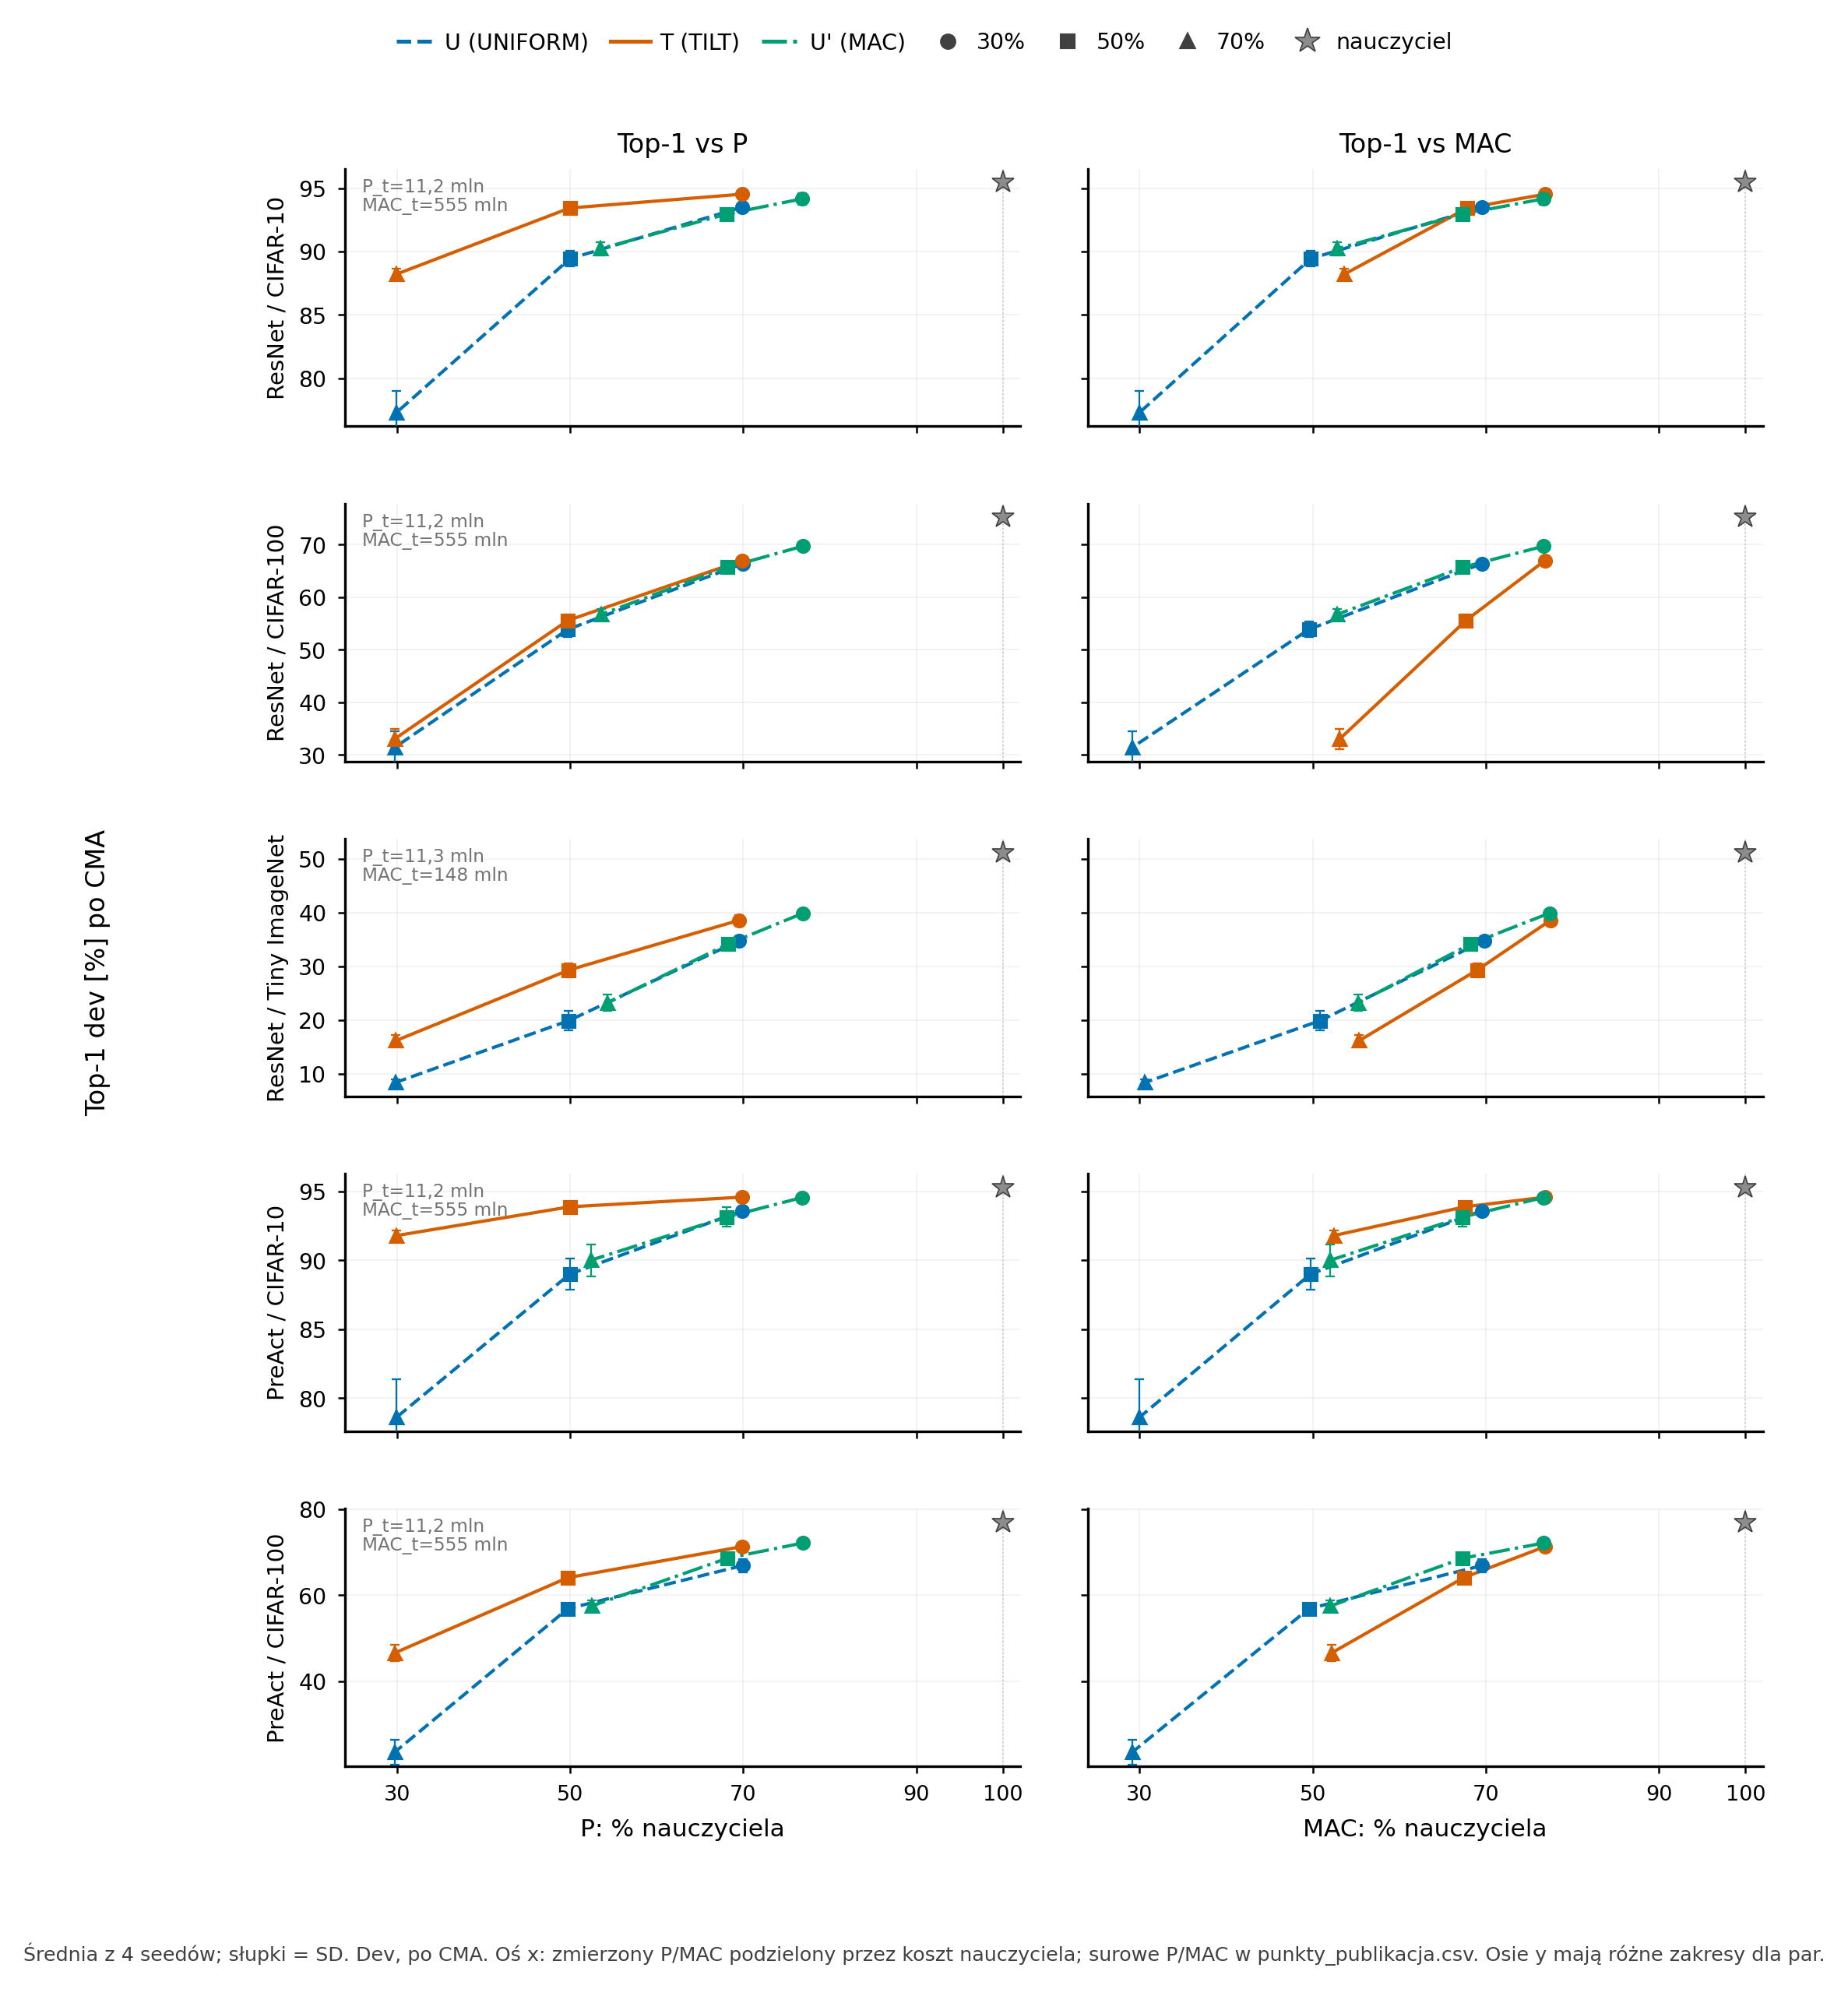 U (UNIFORM) T (TILT) U' (MAC) 30% 50% 70% nauczyciel
Top-1 vs P
Top-1 vs MAC
Top-1 dev [%] po CMA
ResNet / CIFAR-10
95
90
85
80
P_t=11,2 mln
MAC_t=555 mln
ResNet / CIFAR-100
70
60
50
40
30
P_t=11,2 mln
MAC_t=555 mln
ResNet / Tiny ImageNet
50
40
30
20
10
P_t=11,3 mln
MAC_t=148 mln
PreAct / CIFAR-10
95
90
85
80
P_t=11,2 mln
MAC_t=555 mln
PreAct / CIFAR-100
80
60
40
P_t=11,2 mln
MAC_t=555 mln
30 50 70 90 100
P: % nauczyciela
30 50 70 90 100
MAC: % nauczyciela
Średnia z 4 seedów; słupki = SD. Dev, po CMA. Oś x: zmierzony P/MAC podzielony przez koszt nauczyciela; surowe P/MAC w punkty_publikacja.csv. Osie y mają różne zakresy dla par.